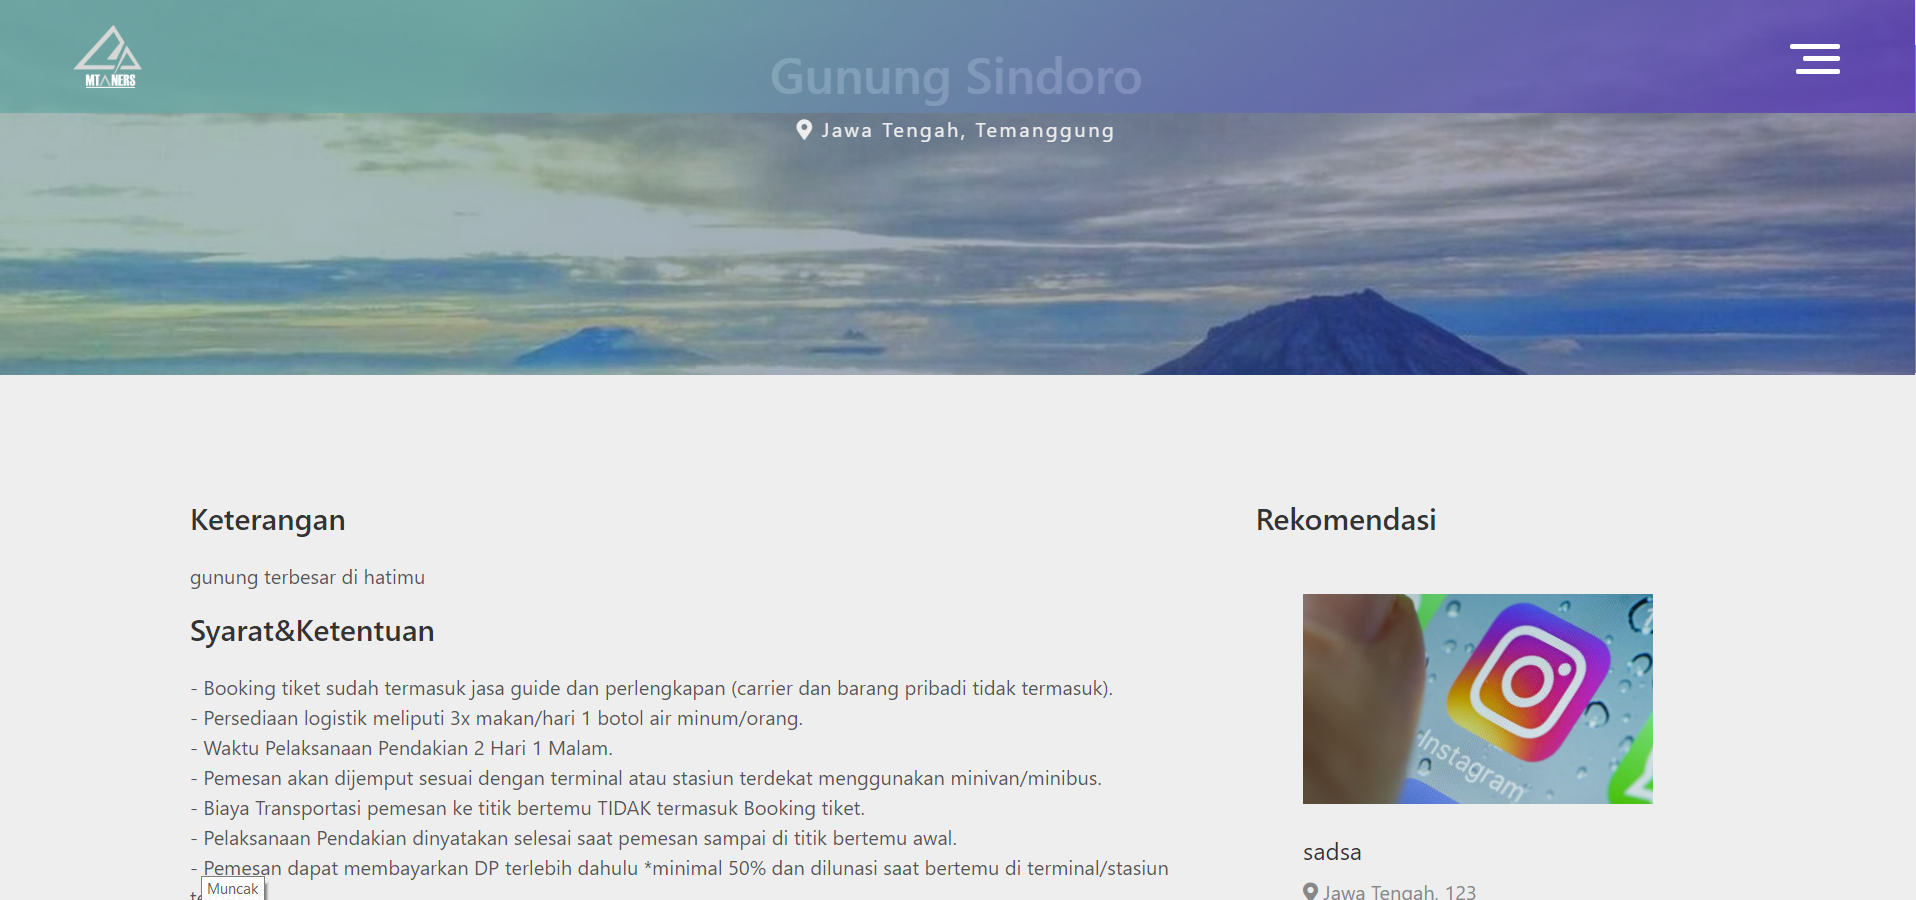 MTANERS
Gunung Sindoro
Jawa Tengah, Temanggung
Keterangan
gunung terbesar di hatimu
Syarat&Ketentuan
- Booking tiket sudah termasuk jasa guide dan perlengkapan (carrier dan barang pribadi tidak termasuk).
- Persediaan logistik meliputi 3x makan/hari 1 botol air minum/orang.
- Waktu Pelaksanaan Pendakian 2 Hari 1 Malam.
- Pemesan akan dijemput sesuai dengan terminal atau stasiun terdekat menggunakan minivan/minibus.
- Biaya Transportasi pemesan ke titik bertemu TIDAK termasuk Booking tiket.
- Pelaksanaan Pendakian dinyatakan selesai saat pemesan sampai di titik bertemu awal.
- Pemesan dapat membayarkan DP terlebih dahulu *minimal 50% dan dilunasi saat bertemu di terminal/stasiun
Muncak
Rekomendasi
Instagram
sadsa
Jawa Tengah, 123